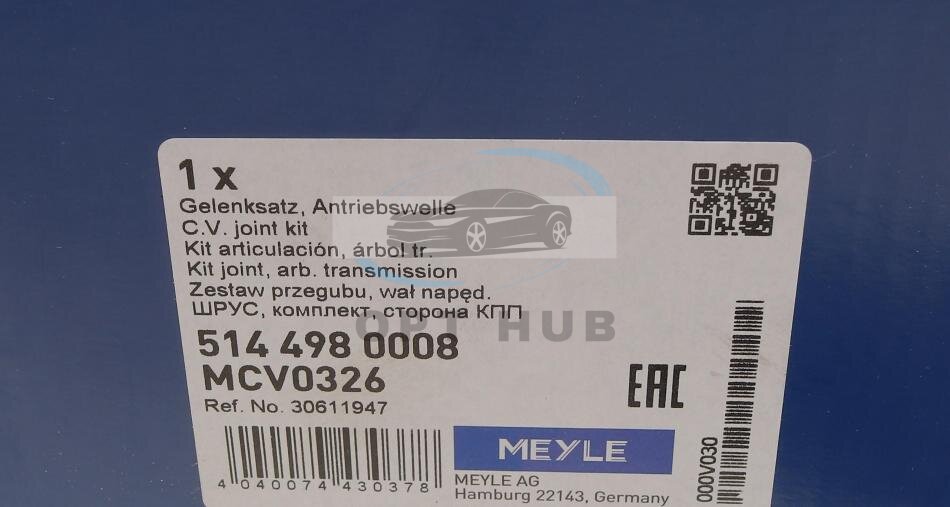 1 x
Gelenksatz, Antriebswelle
C.V. joint kit
Kit articulación, árbol tr.
Kit joint, arb. transmission
Zestaw przegubu, wał napęd.
ШРУС, комплект, сторона КПП
OPT HUB
514 498 0008
MCV0326
EAC
Ref. No. 30611947
MEYLE
4 040074 430378
MEYLE AG
Hamburg 22143, Germany
000V030